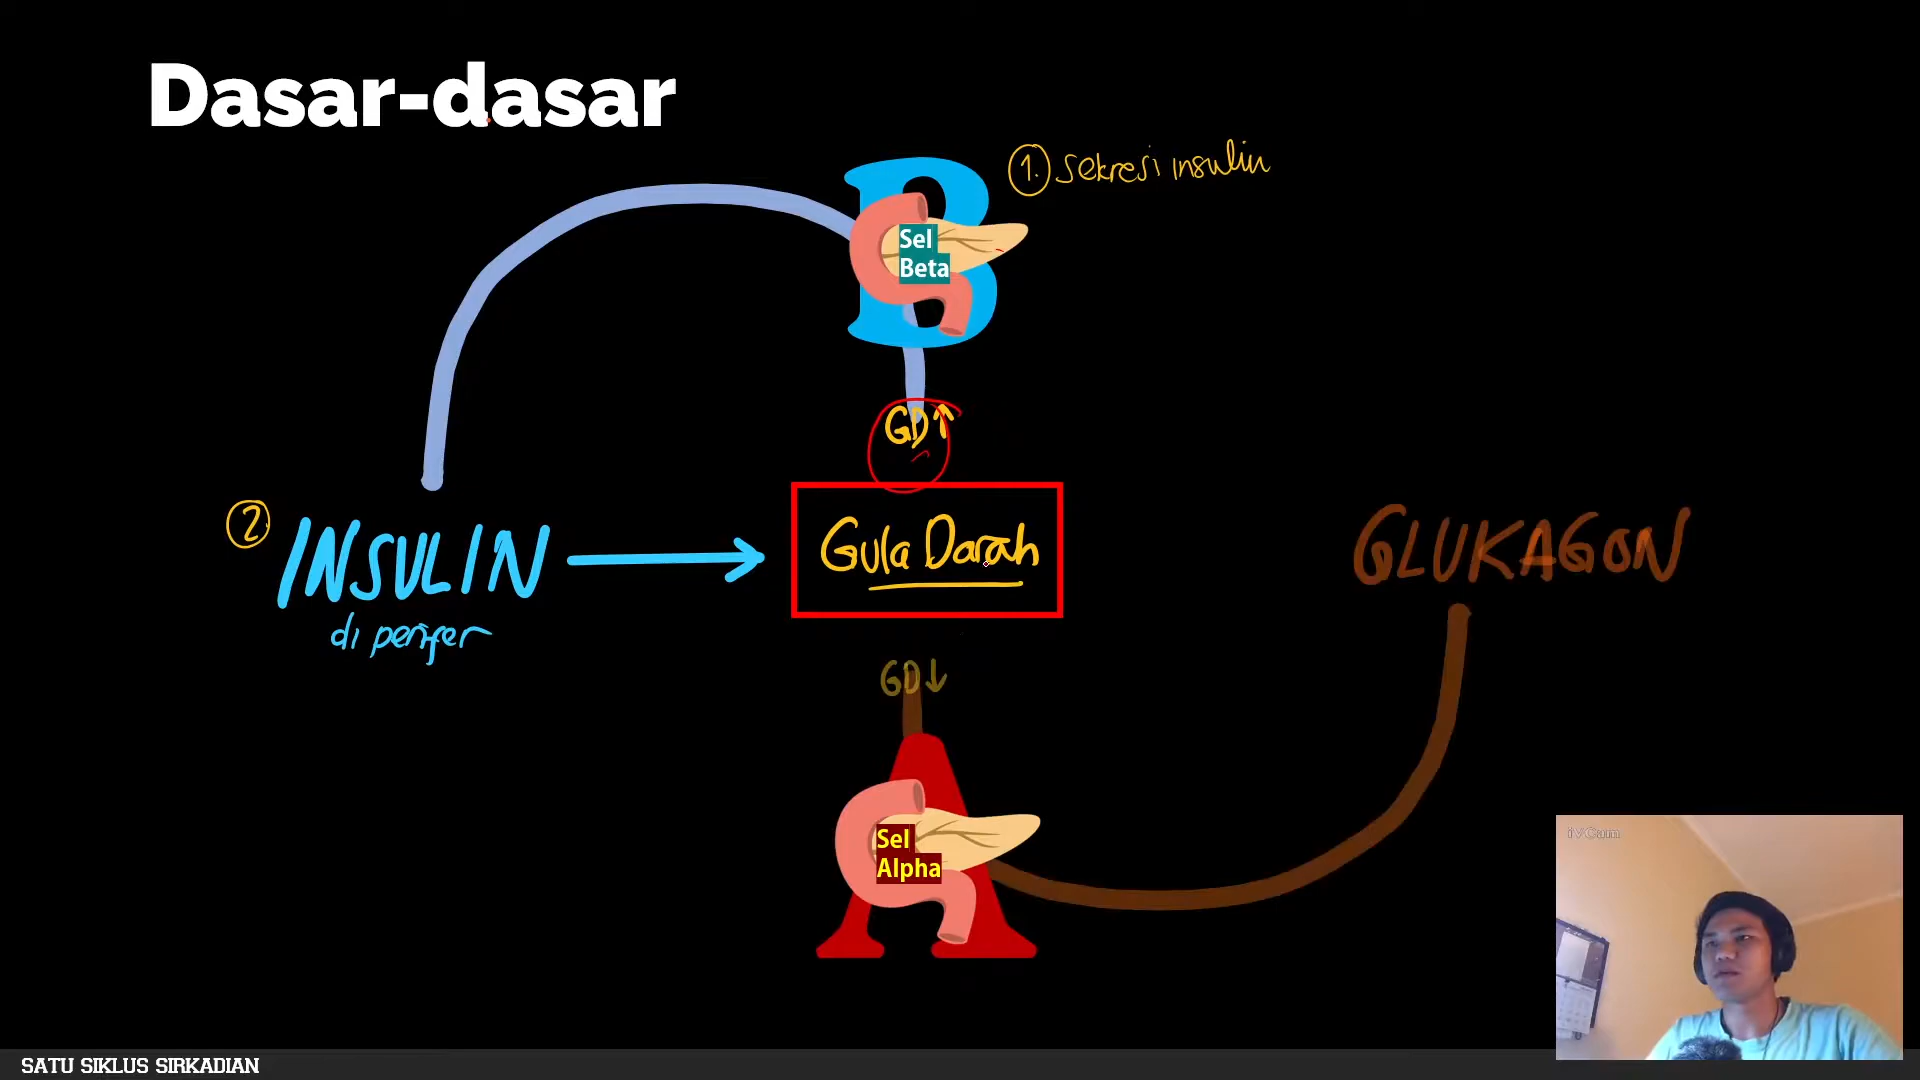 Dasar-dasar
1. sekresi insulin
B
Sel
Beta
GD↑
2
INSULIN
di perifer
Gula Darah
GLUKAGON
GD↓
A
Sel
Alpha
iVCam
SATU SIKLUS SIRKADIAN